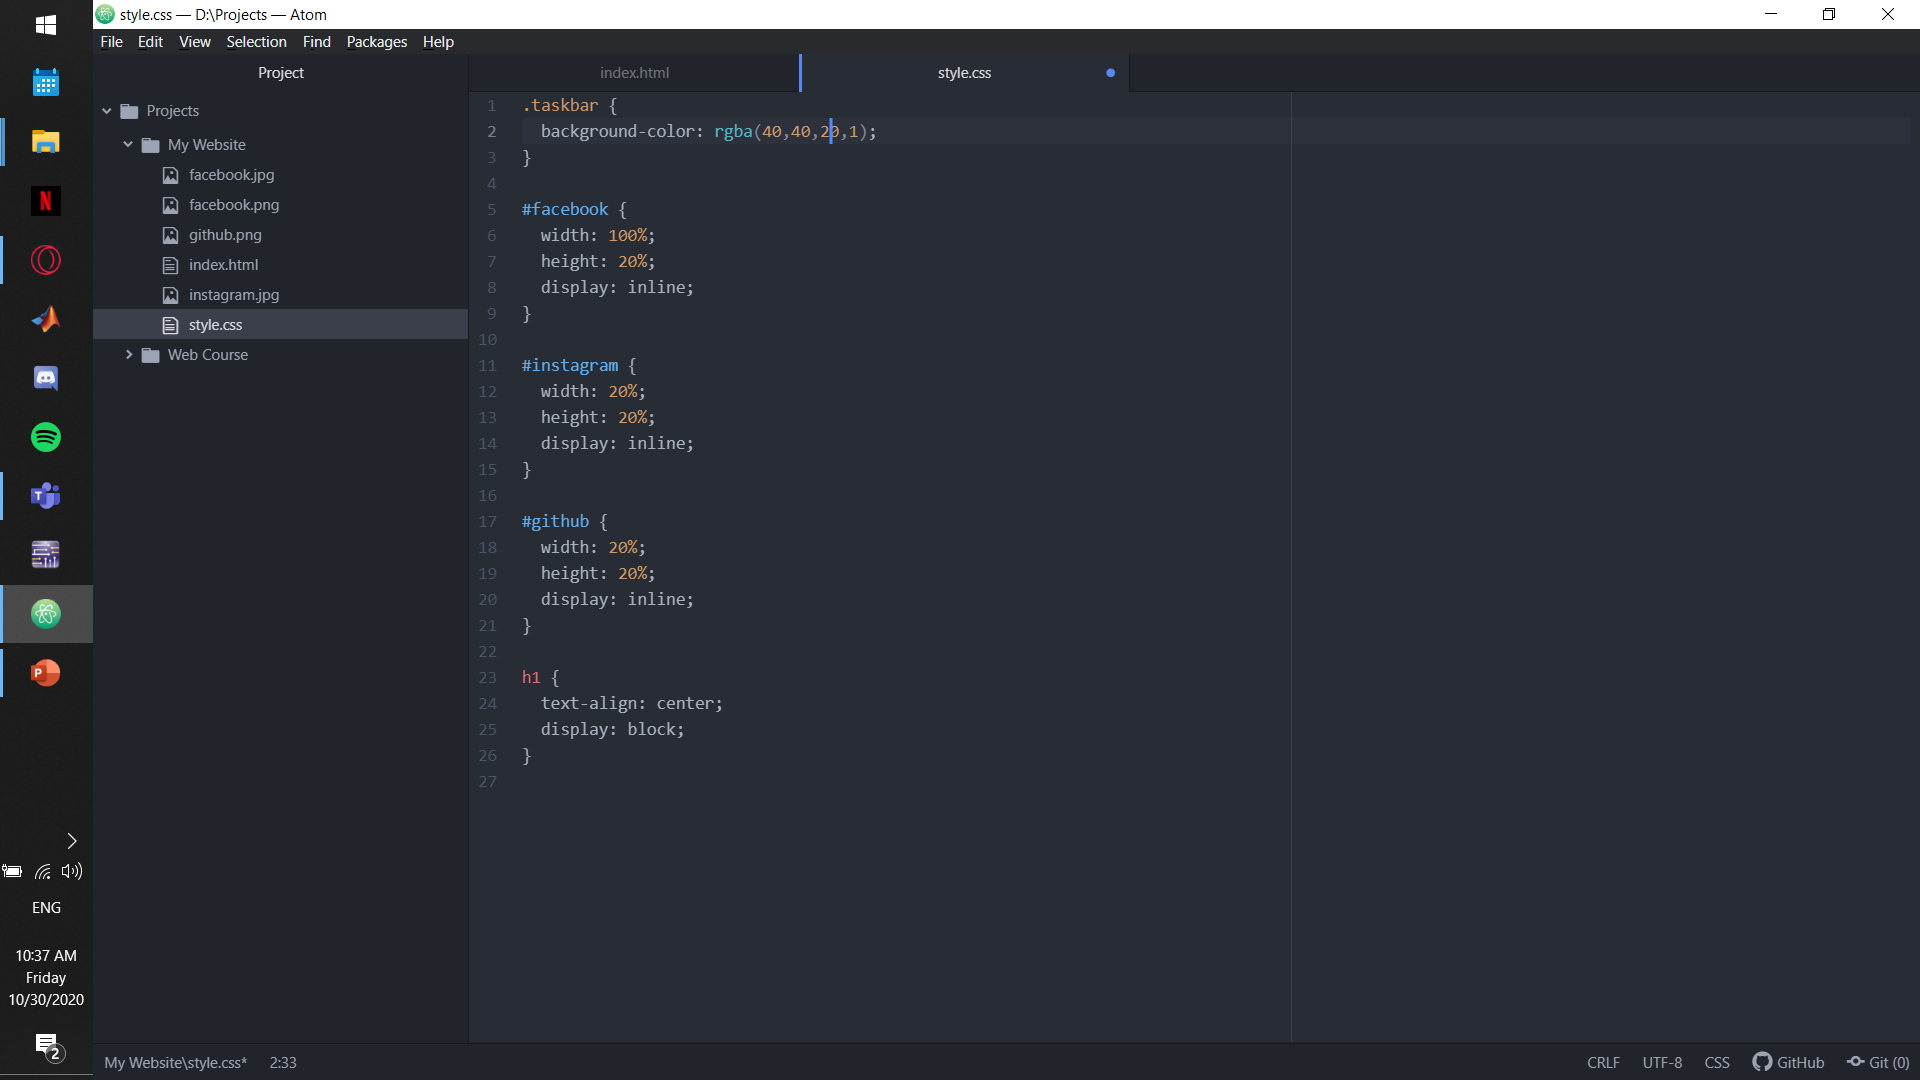 style.css — D:\Projects — Atom
File Edit View Selection Find Packages Help
Project
Projects
My Website
facebook.jpg
facebook.png
github.png
index.html
instagram.jpg
style.css
Web Course
index.html
style.css
1 .taskbar {
2 background-color: rgba(40,40,20,1);
3 }
4
5 #facebook {
6 width: 100%;
7 height: 20%;
8 display: inline;
9 }
10
11 #instagram {
12 width: 20%;
13 height: 20%;
14 display: inline;
15 }
16
17 #github {
18 width: 20%;
19 height: 20%;
20 display: inline;
21 }
22
23 h1 {
24 text-align: center;
25 display: block;
26 }
27
N
T
P
ENG
10:37 AM
Friday
10/30/2020
2
My Website\style.css* 2:33
CRLF UTF-8 CSS GitHub Git (0)